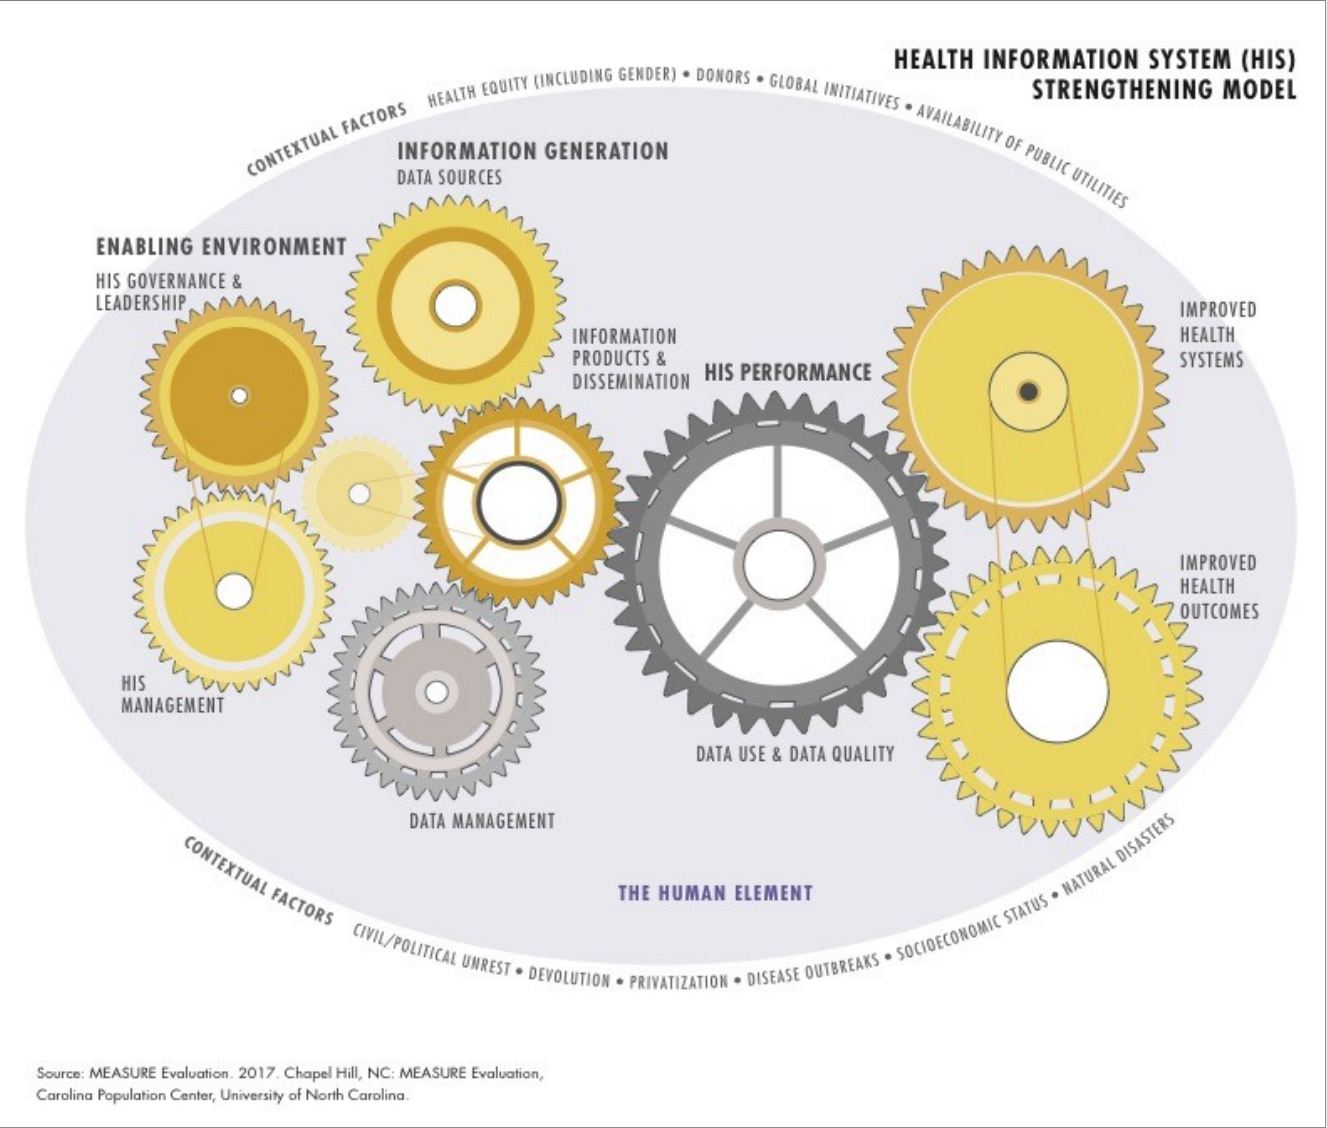 HEALTH INFORMATION SYSTEM (HIS)
STRENGTHENING MODEL
CONTEXTUAL FACTORS HEALTH EQUITY (INCLUDING GENDER) • DONORS • GLOBAL INITIATIVES • AVAILABILITY OF PUBLIC UTILITIES
INFORMATION GENERATION
DATA SOURCES
ENABLING ENVIRONMENT
HIS GOVERNANCE &
LEADERSHIP
INFORMATION
PRODUCTS &
DISSEMINATION
HIS PERFORMANCE
IMPROVED
HEALTH
SYSTEMS
IMPROVED
HEALTH
OUTCOMES
HIS
MANAGEMENT
DATA USE & DATA QUALITY
DATA MANAGEMENT
THE HUMAN ELEMENT
CONTEXTUAL FACTORS CIVIL/POLITICAL UNREST • DEVOLUTION • PRIVATIZATION • DISEASE OUTBREAKS • SOCIOECONOMIC STATUS • NATURAL DISASTERS
Source: MEASURE Evaluation. 2017. Chapel Hill, NC: MEASURE Evaluation,
Carolina Population Center, University of North Carolina.